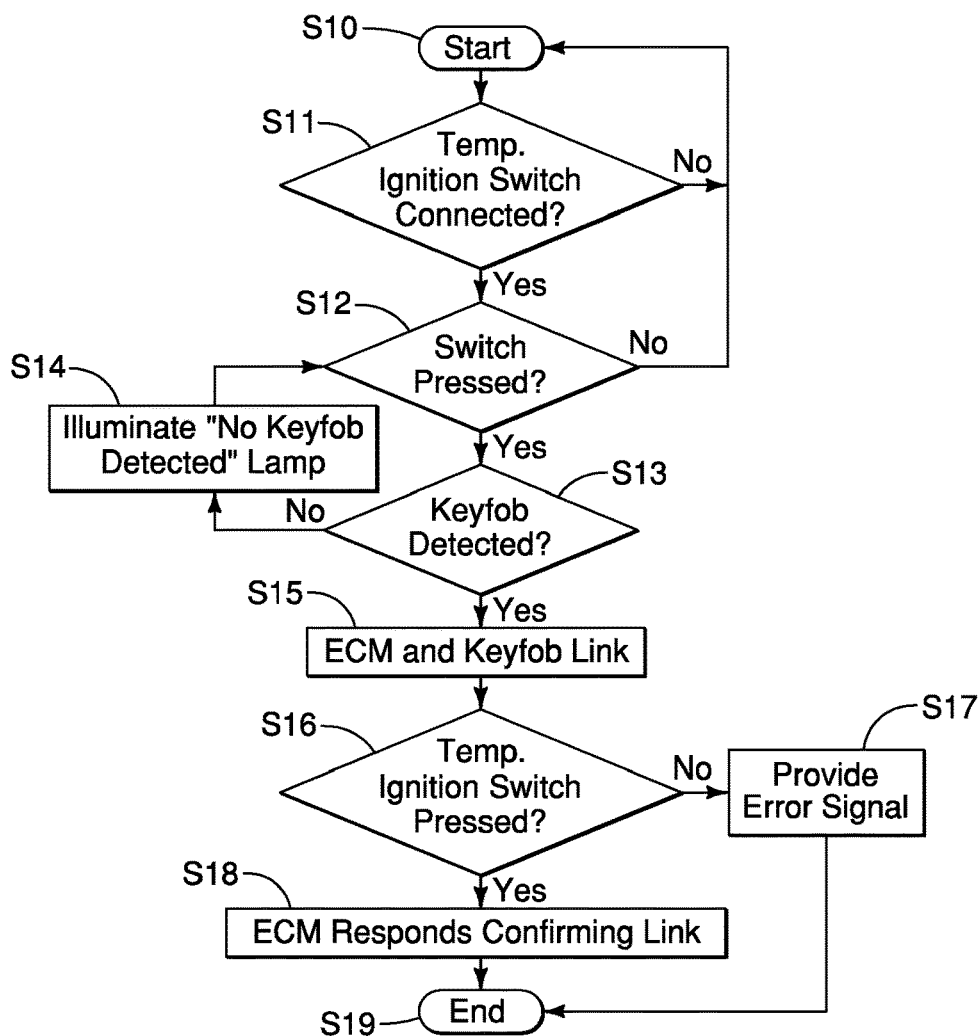 S10
Start
S11
Temp.
Ignition Switch
Connected?
No
Yes
S12
Switch
Pressed?
No
S14
Illuminate "No Keyfob
Detected" Lamp
Yes
S13
Keyfob
Detected?
No
Yes
S15
ECM and Keyfob Link
S16
Temp.
Ignition Switch
Pressed?
No
S17
Provide
Error Signal
Yes
S18
ECM Responds Confirming Link
End
S19